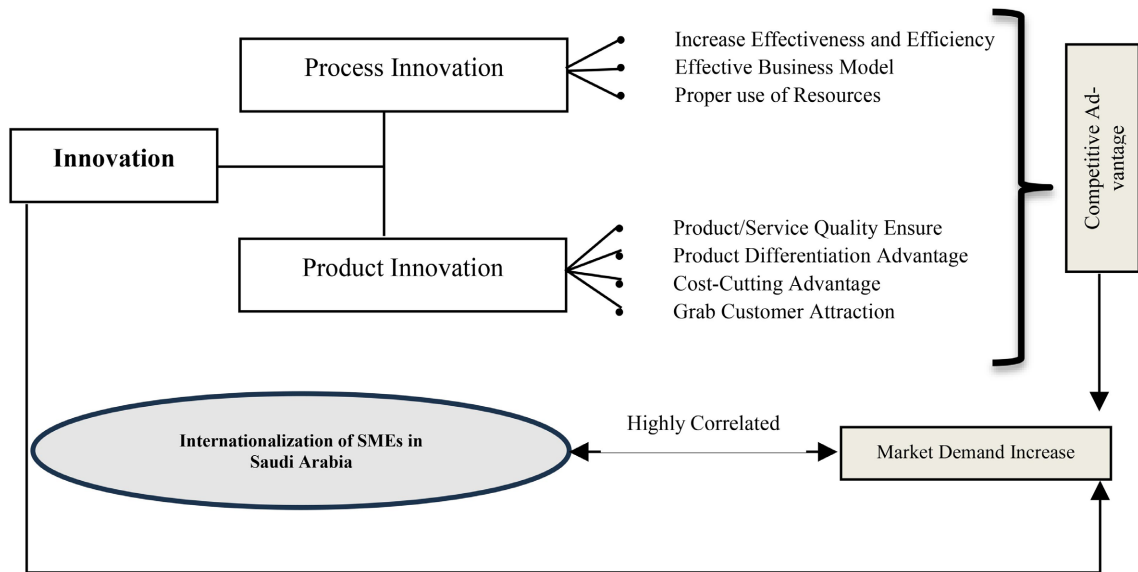 Process Innovation
Increase Effectiveness and Efficiency
Effective Business Model
Proper use of Resources
Innovation
Competitive Ad-
vantage
Product Innovation
Product/Service Quality Ensure
Product Differentiation Advantage
Cost-Cutting Advantage
Grab Customer Attraction
Internationalization of SMEs in
Saudi Arabia
Highly Correlated
Market Demand Increase